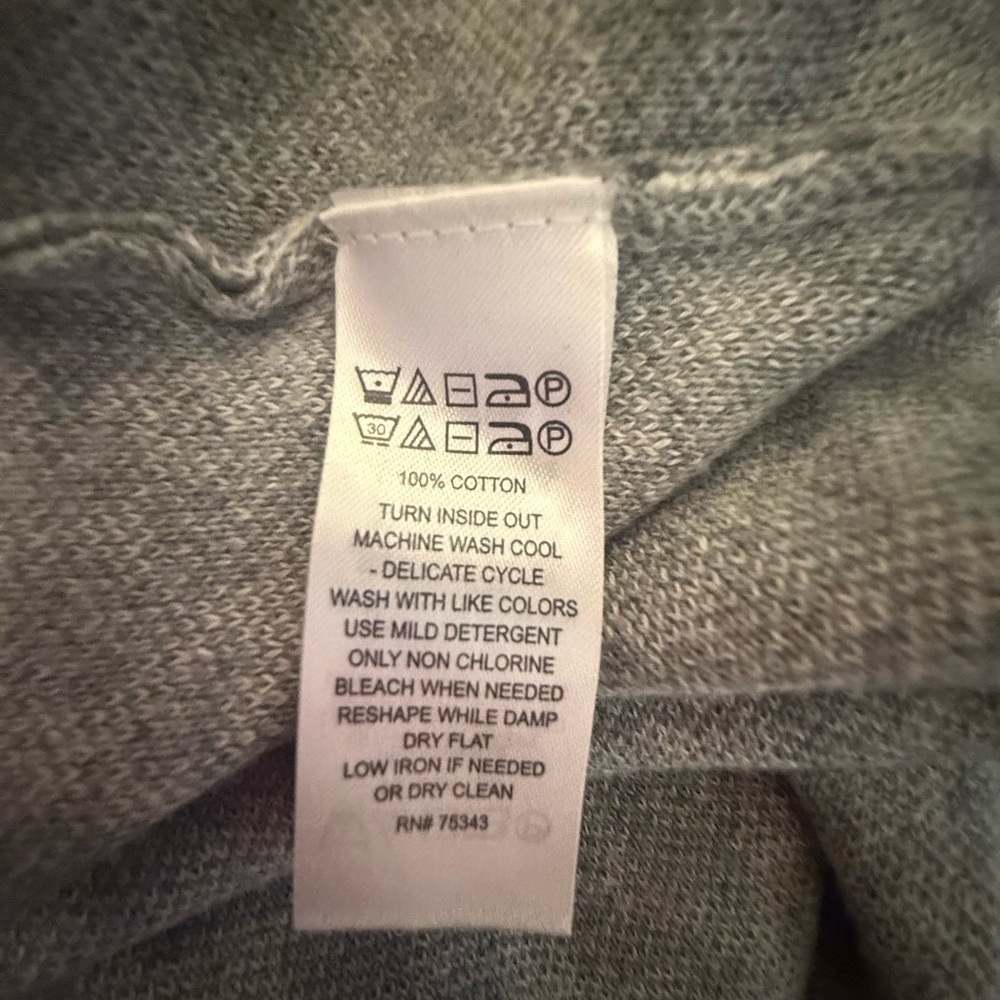 P
30 P
100% COTTON
TURN INSIDE OUT
MACHINE WASH COOL
- DELICATE CYCLE
WASH WITH LIKE COLORS
USE MILD DETERGENT
ONLY NON CHLORINE
BLEACH WHEN NEEDED
RESHAPE WHILE DAMP
DRY FLAT
LOW IRON IF NEEDED
OR DRY CLEAN
RN# 75343